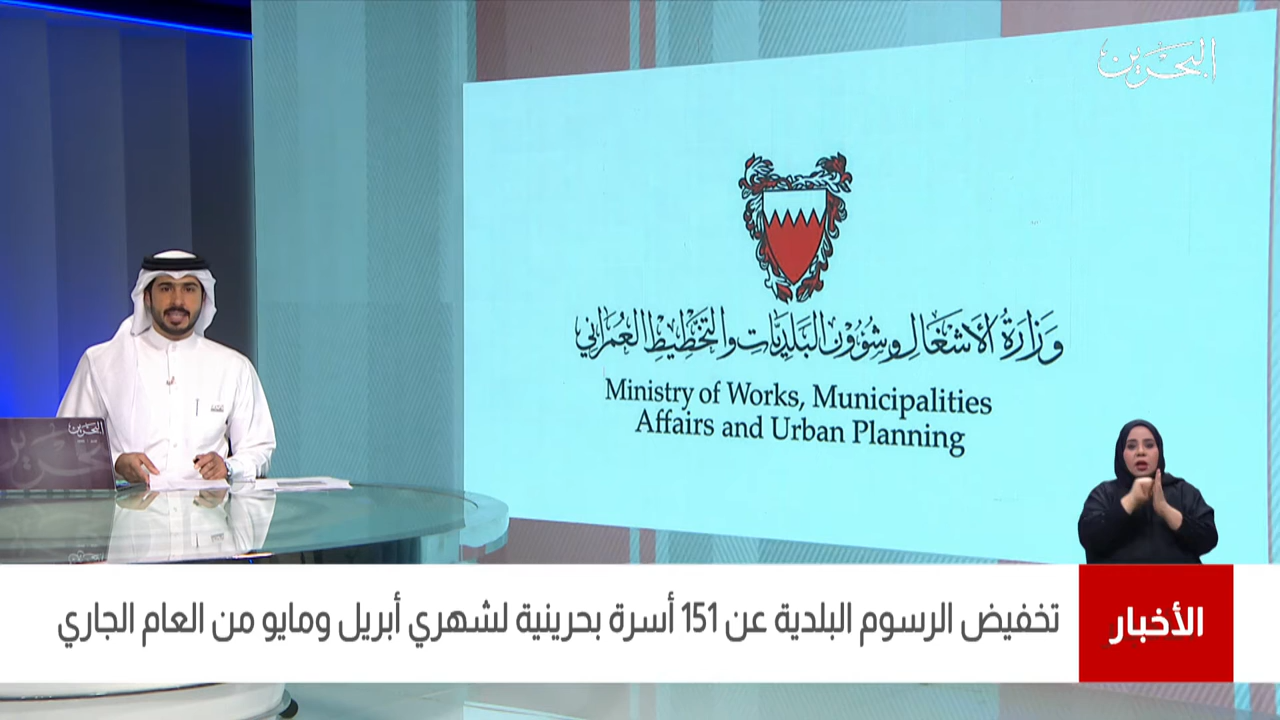 البحرين
وزارة الأشغال وشؤون البلديات والتخطيط العمراني
Ministry of Works, Municipalities
Affairs and Urban Planning
البحرين
الأخبار
تخفيض الرسوم البلدية عن 151 أسرة بحرينية لشهري أبريل ومايو من العام الجاري